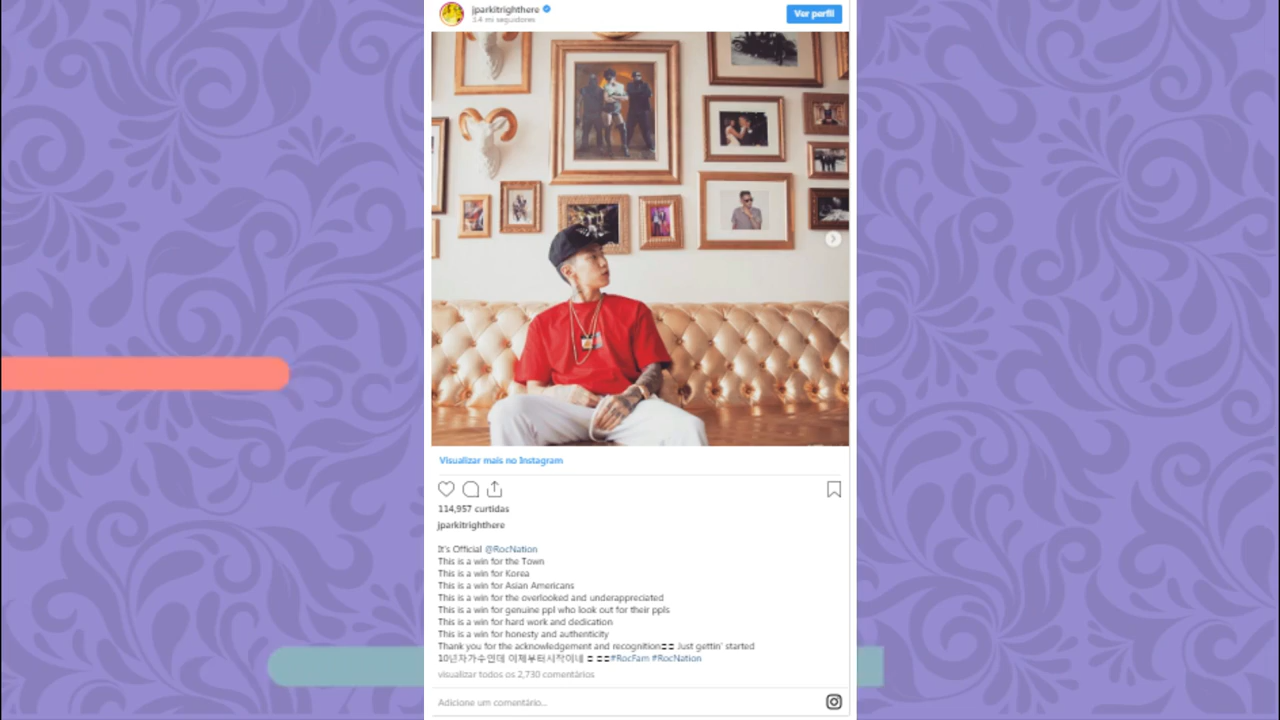 jparkitrighthere
3.4 mi seguidores
Ver perfil
Visualizar mais no Instagram
114,957 curtidas
jparkitrighthere
It's Official @RocNation
This is a win for the Town
This is a win for Korea
This is a win for Asian Americans
This is a win for the overlooked and underappreciated
This is a win for genuine ppl who look out for their ppls
This is a win for hard work and dedication
This is a win for honesty and authenticity
Thank you for the acknowledgement and recognition Just gettin' started
10년차가수인데 이제부터시작이네 #RocFam #RocNation
visualizar todos os 2,730 comentários
Adicione um comentário...